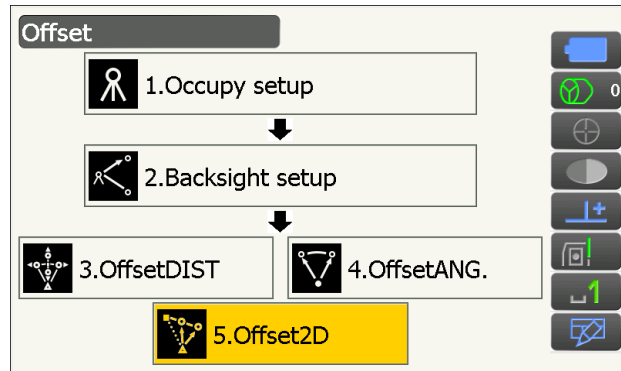 Offset
1.Occupy setup
0
2.Backsight setup
3.OffsetDIST
4.OffsetANG.
1
5.Offset2D